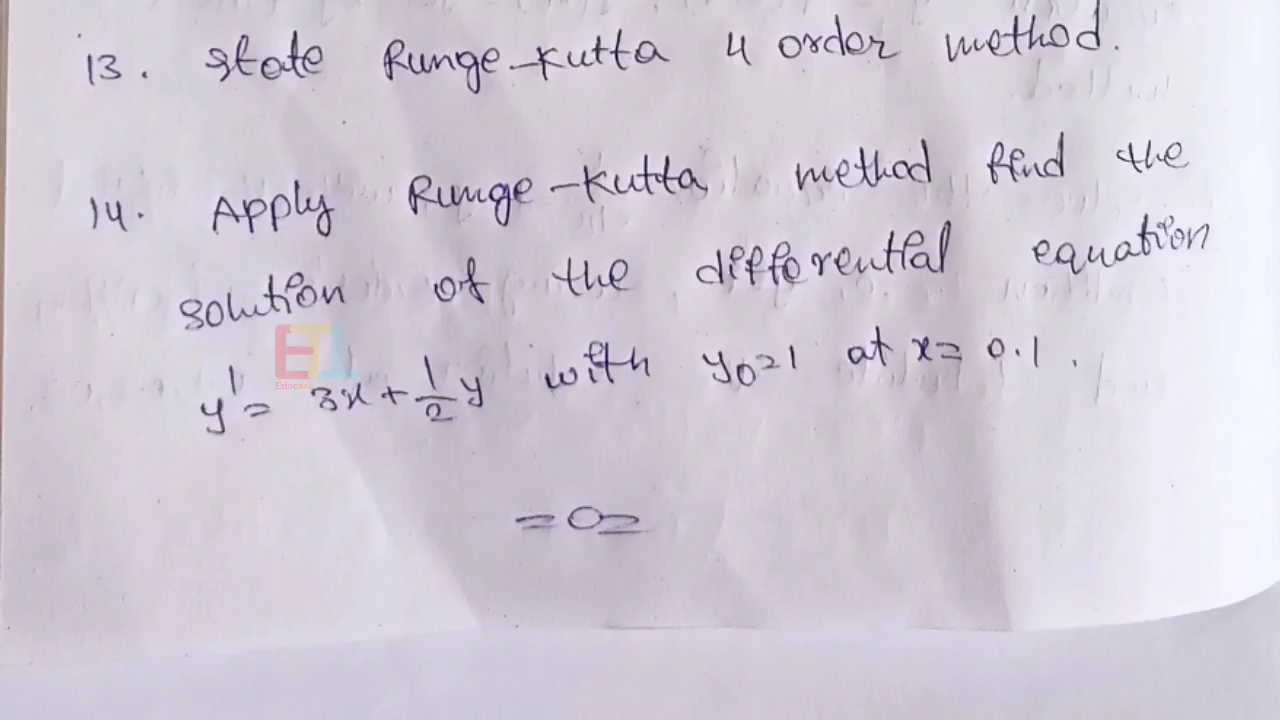 13. state Runge-Kutta 4 order method.
14. Apply Runge-Kutta method find the
solution of the differential equation
y' = 3x + 1/2 y with y0 = 1 at x = 0.1.
= 0 =